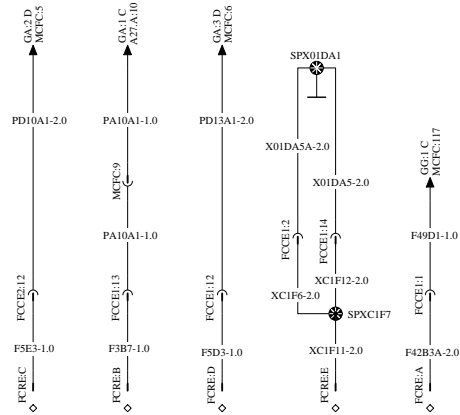 GA:2 D
MCFC:5
GA:1 C
A27.A:10
GA:3 D
MCFC:6
SPX01DA1
PD10A1-2.0
PA10A1-1.0
PD13A1-2.0
X01DA5A-2.0
GG:1 C
MCFC:117
MCFC:9
X01DA5-2.0
PA10A1-1.0
FCCE1:2
FCCE1:14
F49D1-1.0
FCCE2:12
FCCE1:13
FCCE1:12
XC1F12-2.0
FCCE1:1
XC1F6-2.0
SPXC1F7
F5E3-1.0
F3B7-1.0
F5D3-1.0
XC1F11-2.0
F42B3A-2.0
FCRE:C
FCRE:B
FCRE:D
FCRE:E
FCRE:A